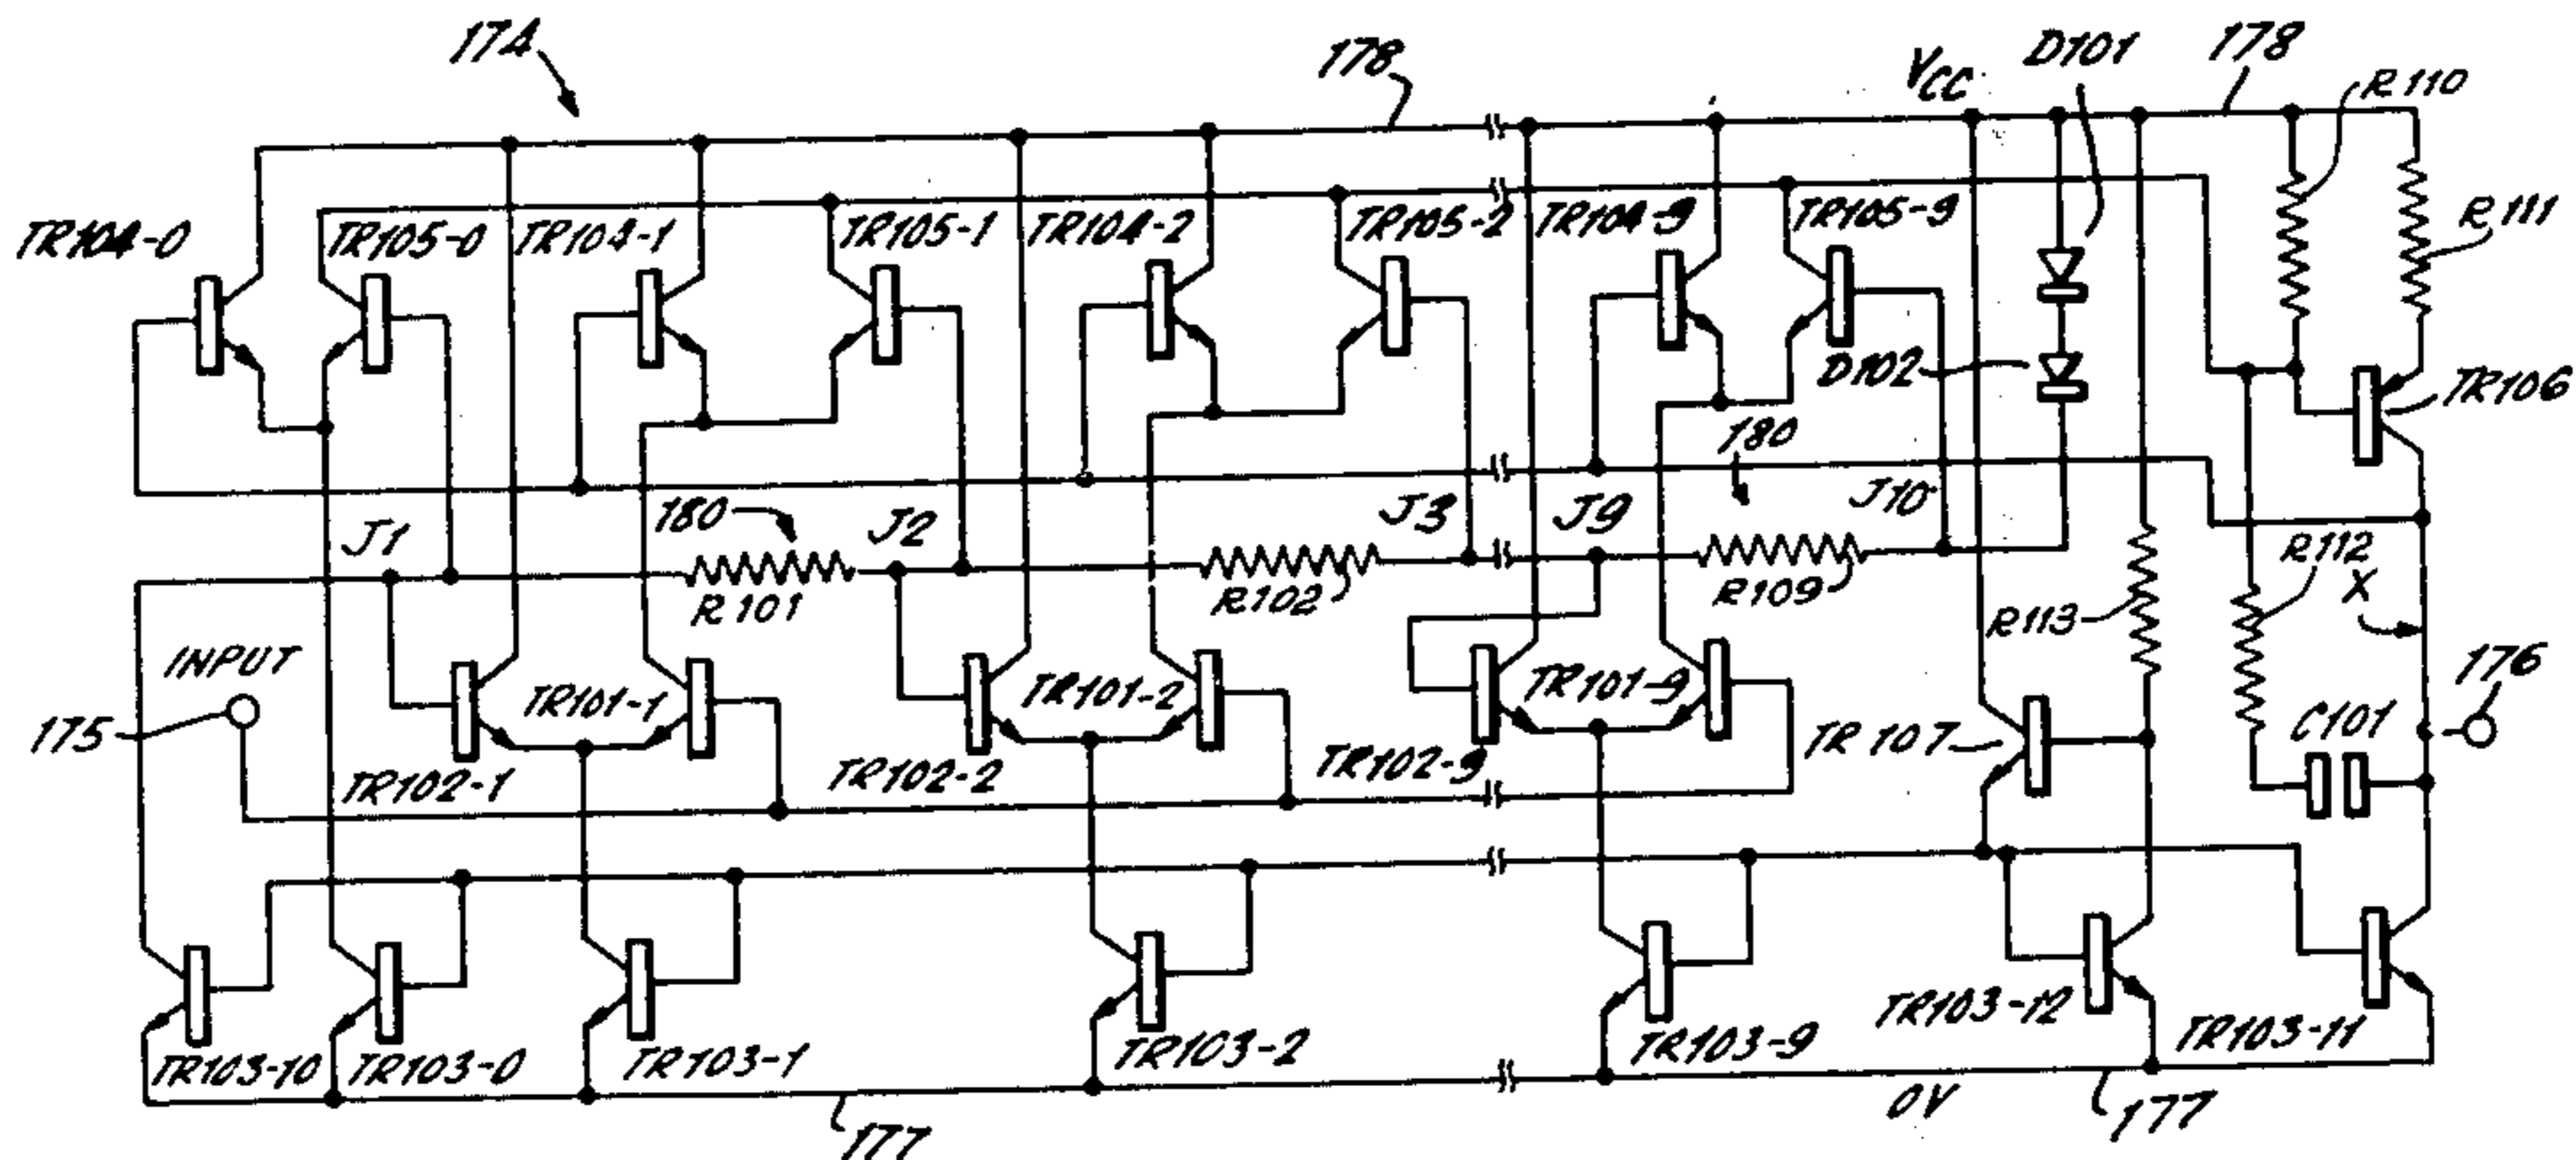 174
178
VCC
D101
178
R110
R111
TR104-0
TR105-0
TR104-1
TR105-1
TR104-2
TR105-2
TR104-9
TR105-9
D102
TR106
180
J1
180
J2
J3
J9
J10
R112
X
R101
R102
R109
R113
INPUT
175
TR101-1
TR101-2
TR101-9
176
C101
TR107
TR102-1
TR102-2
TR102-9
TR103-10
TR103-0
TR103-1
TR103-2
TR103-9
TR103-12
TR103-11
0V
177
177